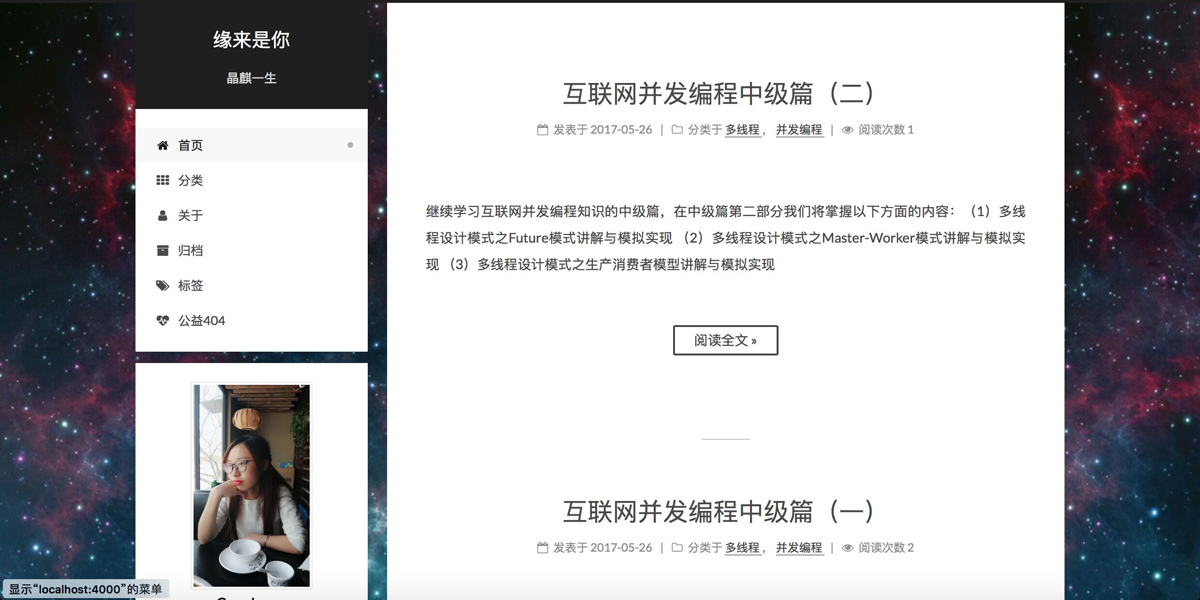 缘来是你
晶麒一生
首页
分类
关于
归档
标签
公益404
互联网并发编程中级篇（二）
发表于 2017-05-26 | 分类于 多线程， 并发编程 | 阅读次数 1
继续学习互联网并发编程知识的中级篇，在中级篇第二部分我们将掌握以下方面的内容：（1）多线
程设计模式之Future模式讲解与模拟实现 （2）多线程设计模式之Master-Worker模式讲解与模拟实
现 （3）多线程设计模式之生产消费者模型讲解与模拟实现
阅读全文 »
互联网并发编程中级篇（一）
发表于 2017-05-26 | 分类于 多线程， 并发编程 | 阅读次数 2
显示“localhost:4000”的菜单